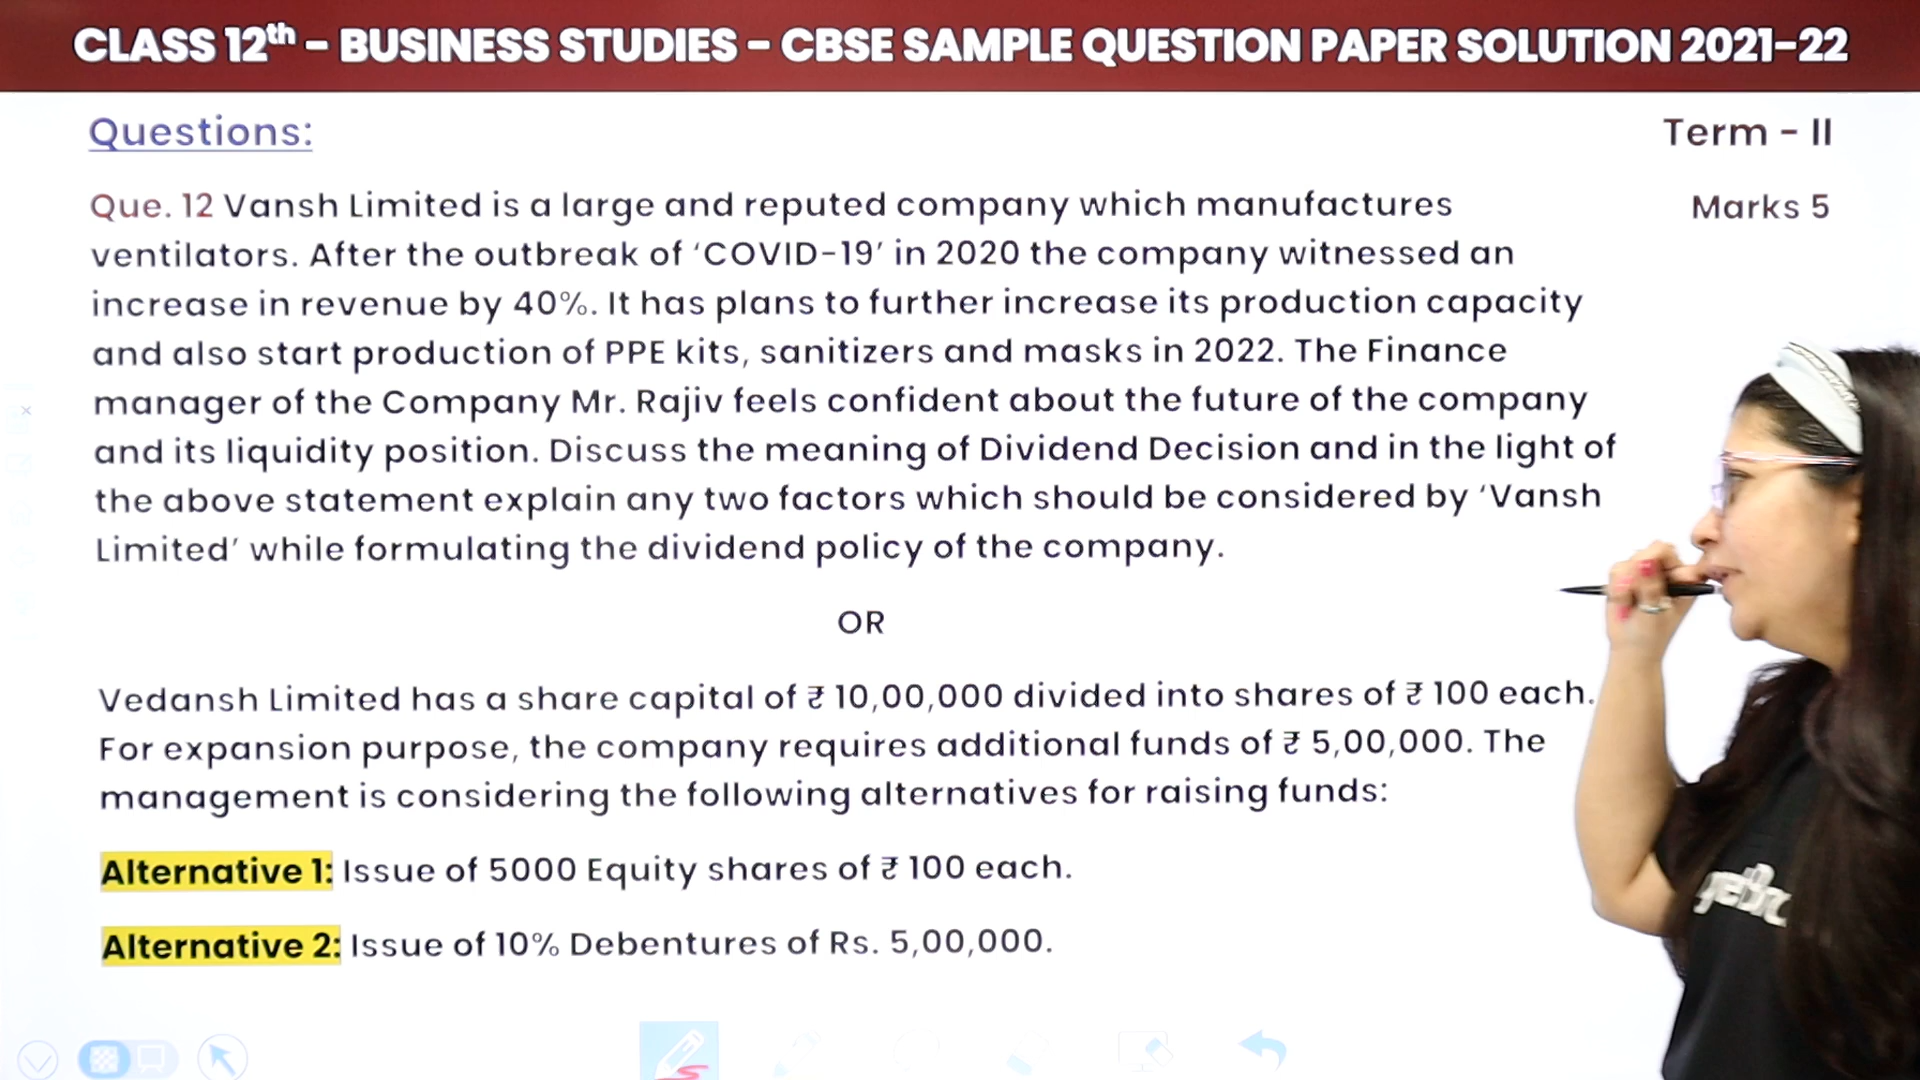 CLASS 12th – BUSINESS STUDIES – CBSE SAMPLE QUESTION PAPER SOLUTION 2021–22
Questions:
Term - II
Que. 12 Vansh Limited is a large and reputed company which manufactures
Marks 5
ventilators. After the outbreak of ‘COVID-19’ in 2020 the company witnessed an
increase in revenue by 40%. It has plans to further increase its production capacity
and also start production of PPE kits, sanitizers and masks in 2022. The Finance
manager of the Company Mr. Rajiv feels confident about the future of the company
and its liquidity position. Discuss the meaning of Dividend Decision and in the light of
the above statement explain any two factors which should be considered by ‘Vansh
Limited’ while formulating the dividend policy of the company.
OR
Vedansh Limited has a share capital of ₹ 10,00,000 divided into shares of ₹ 100 each.
For expansion purpose, the company requires additional funds of ₹ 5,00,000. The
management is considering the following alternatives for raising funds:
Alternative 1: Issue of 5000 Equity shares of ₹ 100 each.
Alternative 2: Issue of 10% Debentures of Rs. 5,00,000.